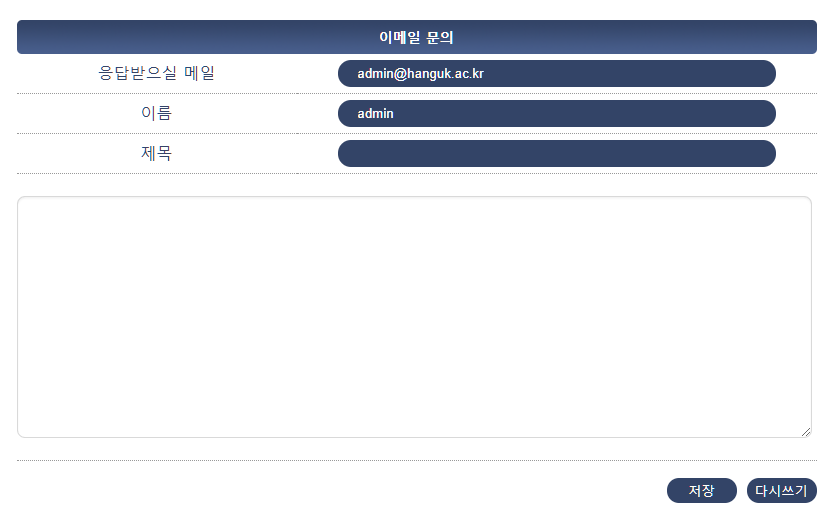 이메일 문의
응답받으실 메일 admin@hanguk.ac.kr
이름 admin
제목
저장 다시쓰기